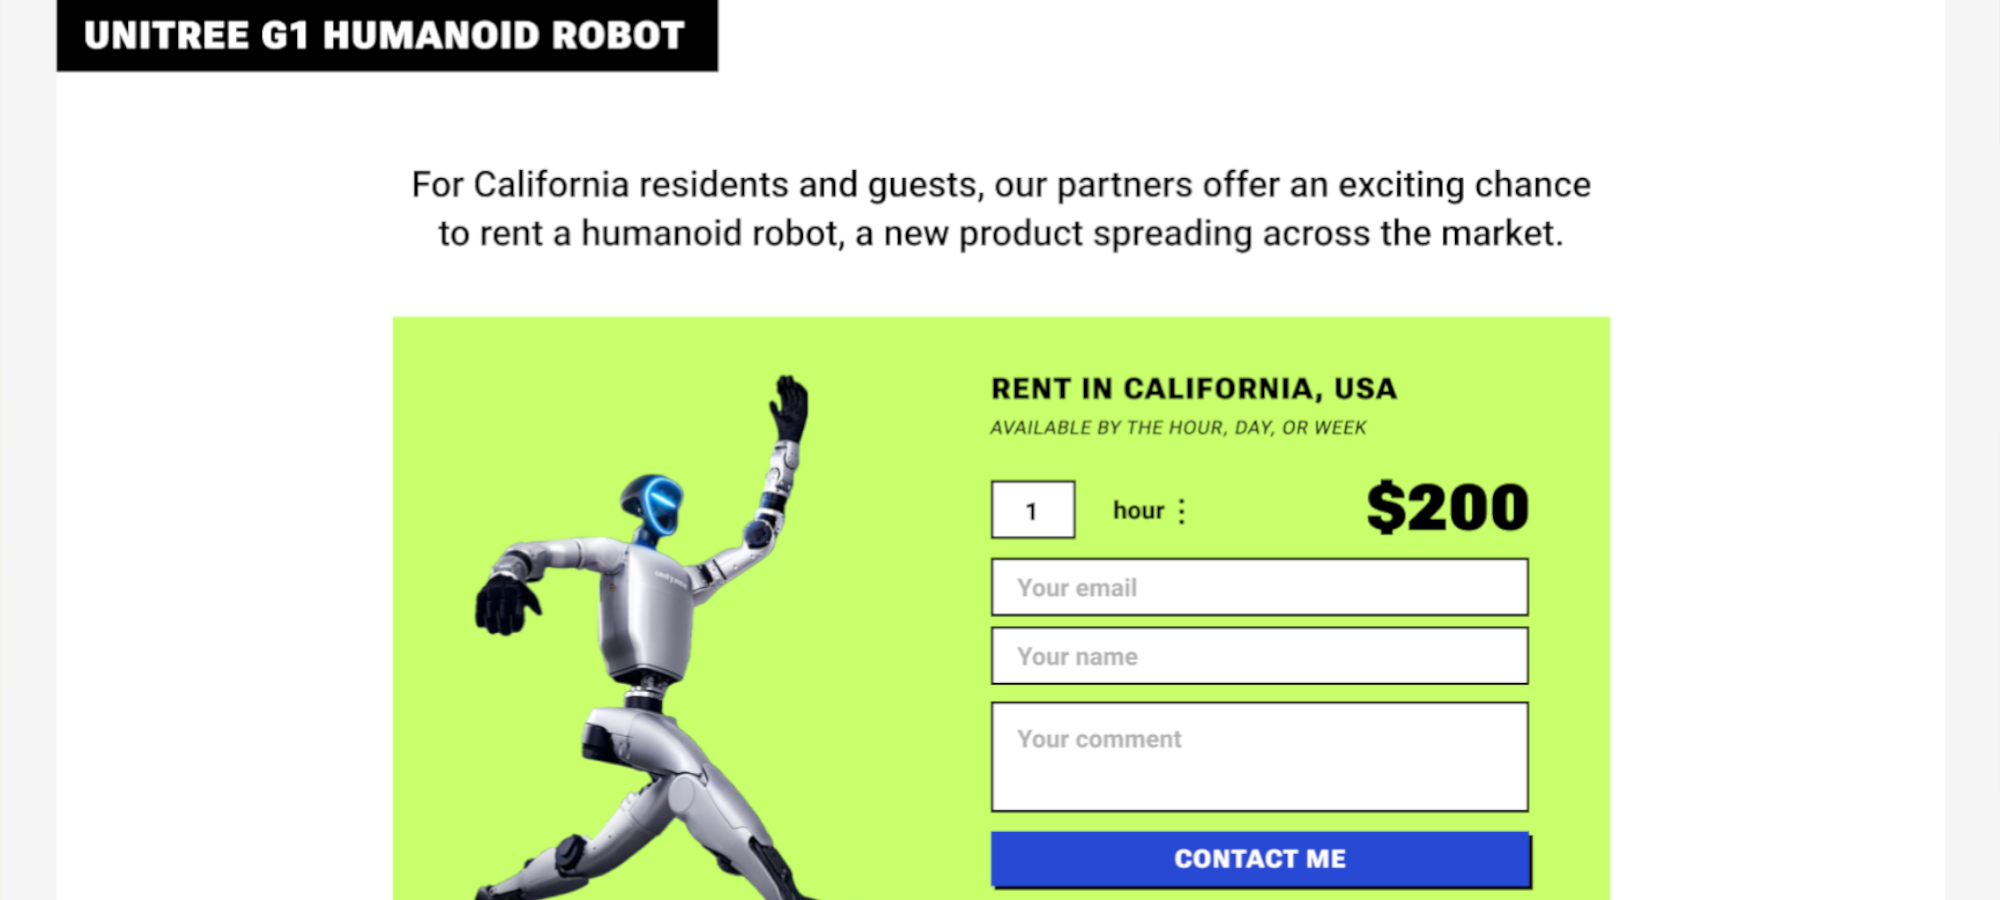 UNITREE G1 HUMANOID ROBOT
For California residents and guests, our partners offer an exciting chance
to rent a humanoid robot, a new product spreading across the market.
RENT IN CALIFORNIA, USA
AVAILABLE BY THE HOUR, DAY, OR WEEK
1 hour $200
Your email
Your name
Your comment
CONTACT ME